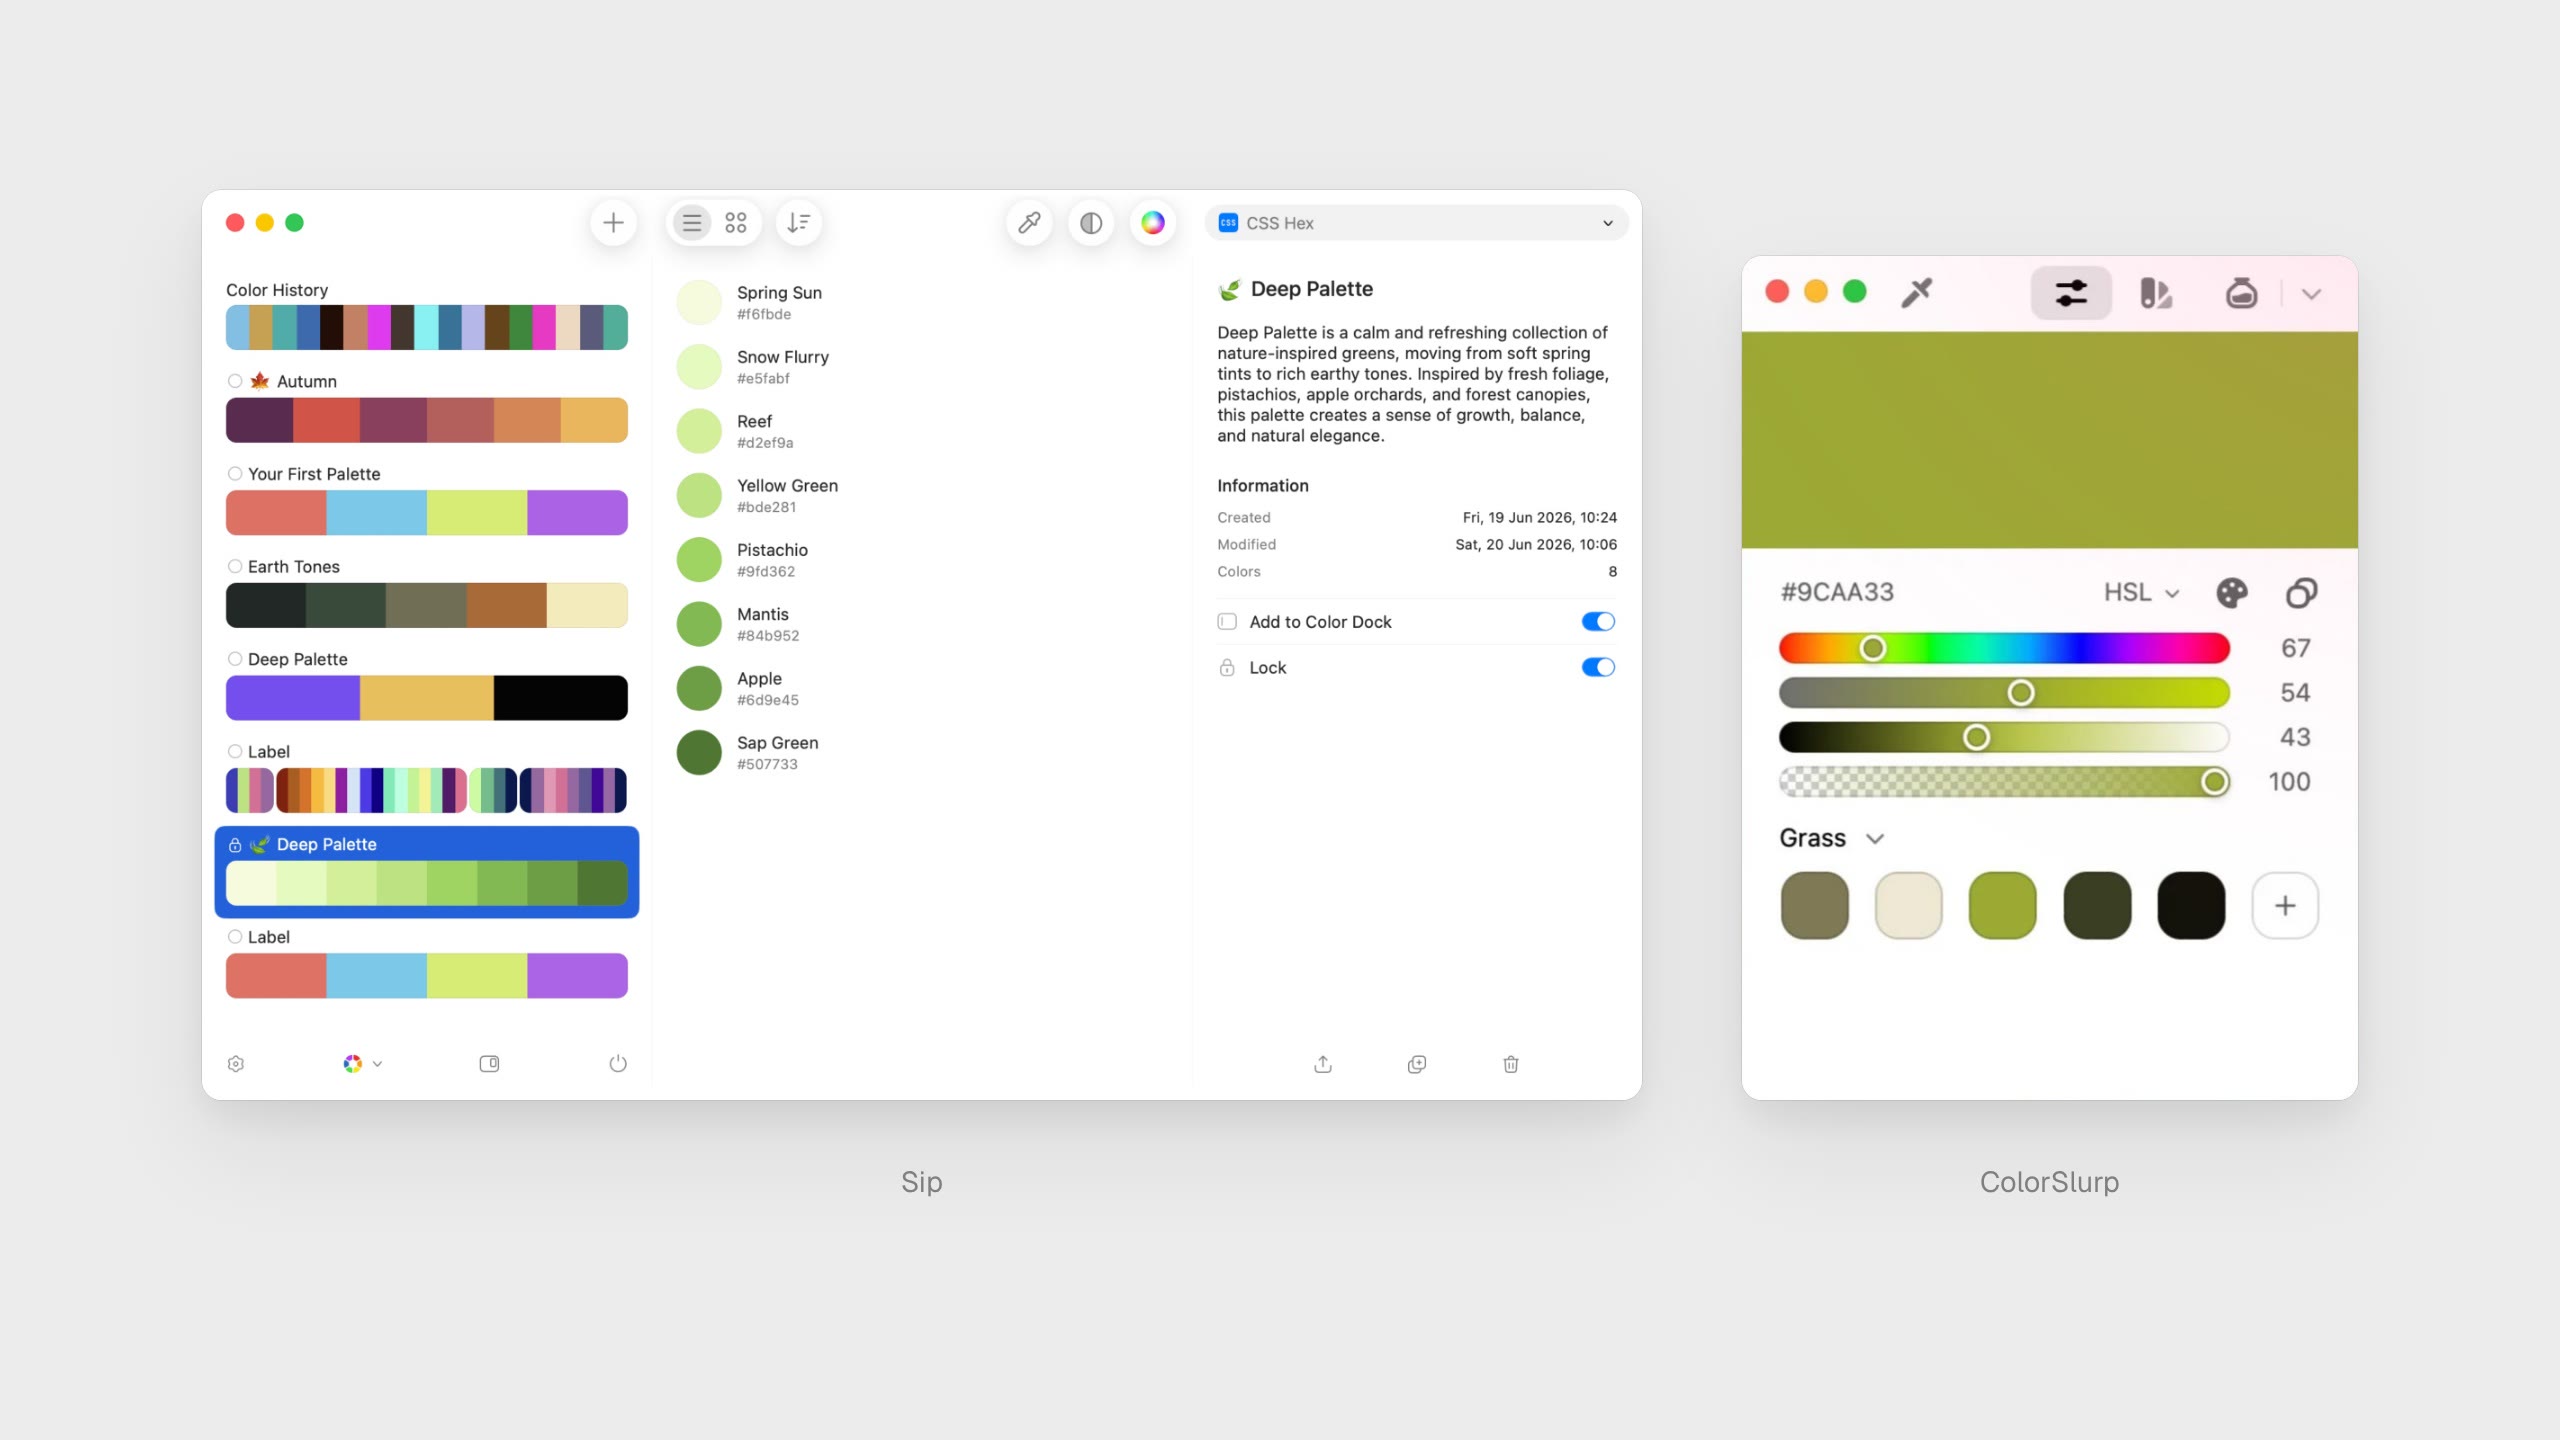 CSS Hex
Color History
Autumn
Your First Palette
Earth Tones
Deep Palette
Label
Deep Palette
Label
Spring Sun
#f6fbde
Snow Flurry
#e5fabf
Reef
#d2ef9a
Yellow Green
#bde281
Pistachio
#9fd362
Mantis
#84b952
Apple
#6d9e45
Sap Green
#507733
CSS
Deep Palette
Deep Palette is a calm and refreshing collection of
nature-inspired greens, moving from soft spring
tints to rich earthy tones. Inspired by fresh foliage,
pistachios, apple orchards, and forest canopies,
this palette creates a sense of growth, balance,
and natural elegance.
Information
Created Fri, 19 Jun 2026, 10:24
Modified Sat, 20 Jun 2026, 10:06
Colors 8
Add to Color Dock
Lock
Sip
#9CAA33 HSL
67
54
43
100
Grass
ColorSlurp